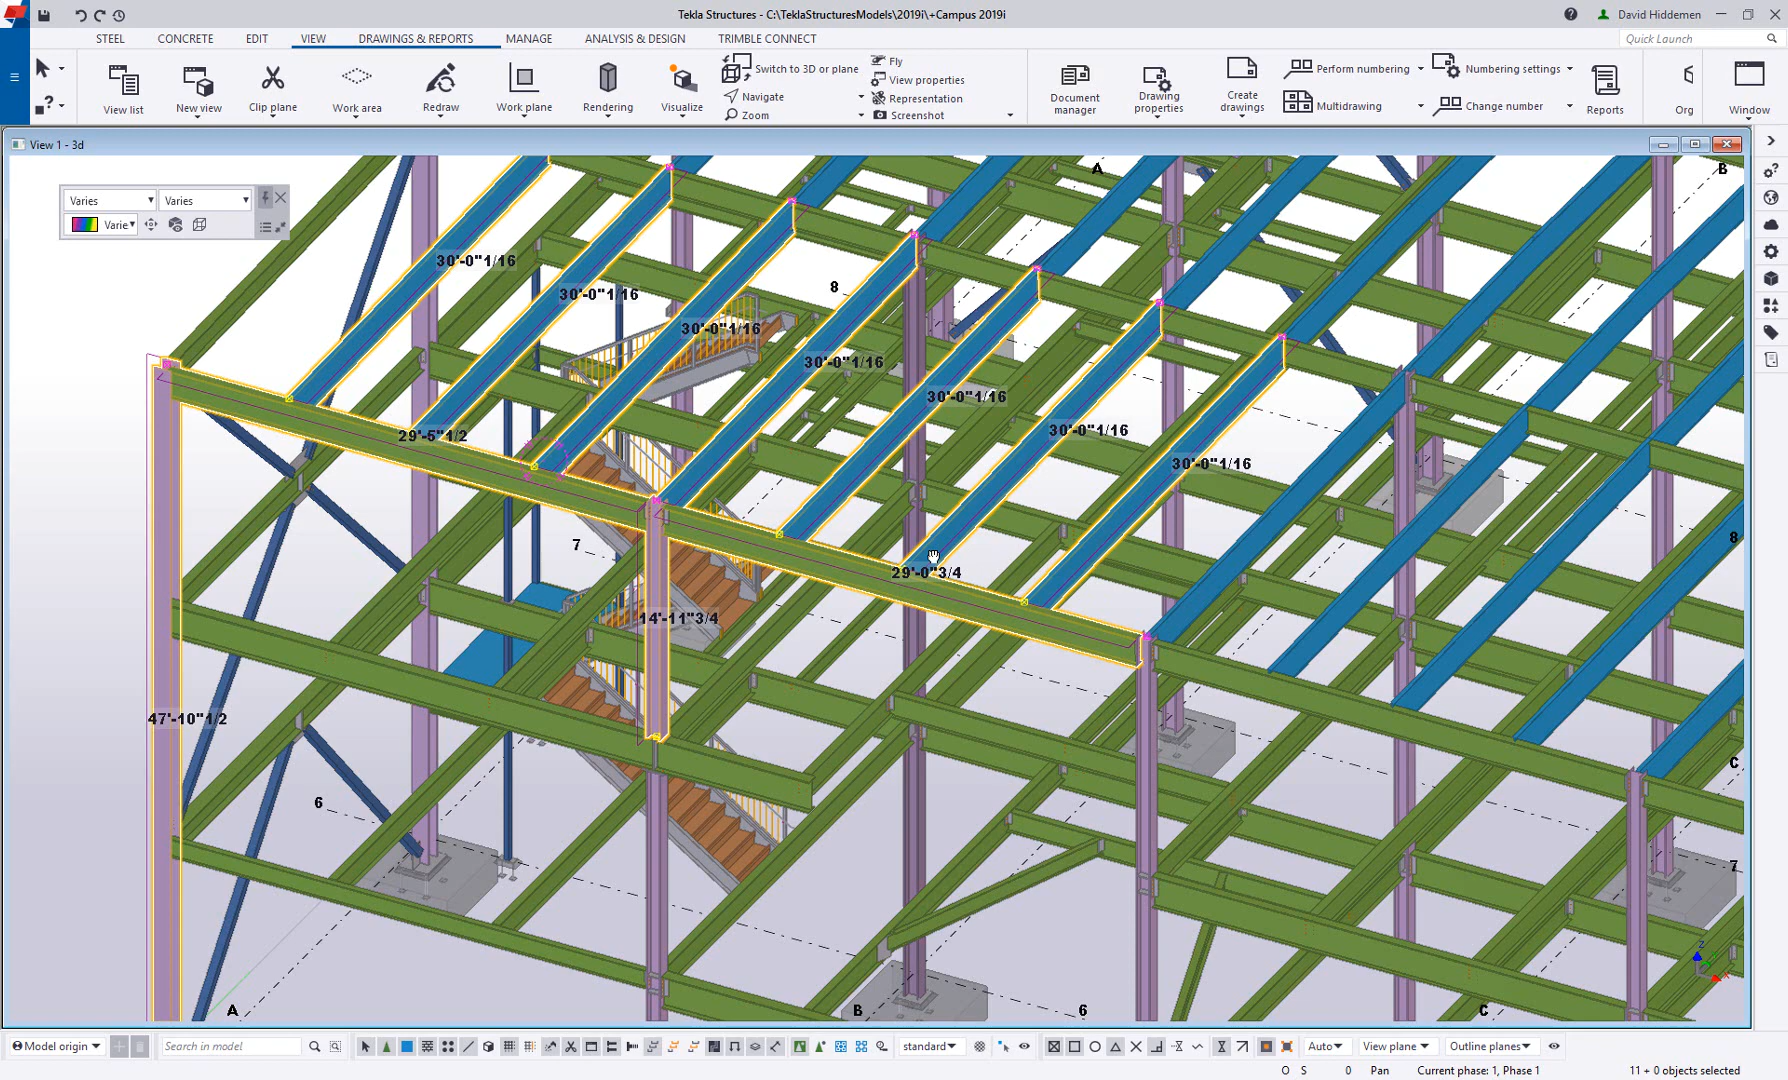 Tekla Structures - C:\TeklaStructuresModels\2019i\+Campus 2019i
David Hiddemen
STEEL
CONCRETE
EDIT
VIEW
DRAWINGS & REPORTS
MANAGE
ANALYSIS & DESIGN
TRIMBLE CONNECT
Quick Launch
View list
New view
Clip plane
Work area
Redraw
Work plane
Rendering
Visualize
Switch to 3D or plane
Navigate
Zoom
Fly
View properties
Representation
Screenshot
Document manager
Drawing properties
Create drawings
Perform numbering
Multidrawing
Numbering settings
Change number
Reports
Org
Window
View 1 - 3d
Varies
Varies
Varie
A
B
30'-0"1/16
30'-0"1/16
8
30'-0"1/16
30'-0"1/16
30'-0"1/16
30'-0"1/16
29'-5"1/2
30'-0"1/16
7
8
29'-0"3/4
14'-11"3/4
47'-10"1/2
C
6
7
Z
X
A
B
6
C
Model origin
Search in model
standard
Auto
View plane
Outline planes
O
S
0
Pan
Current phase: 1, Phase 1
11 + 0 objects selected